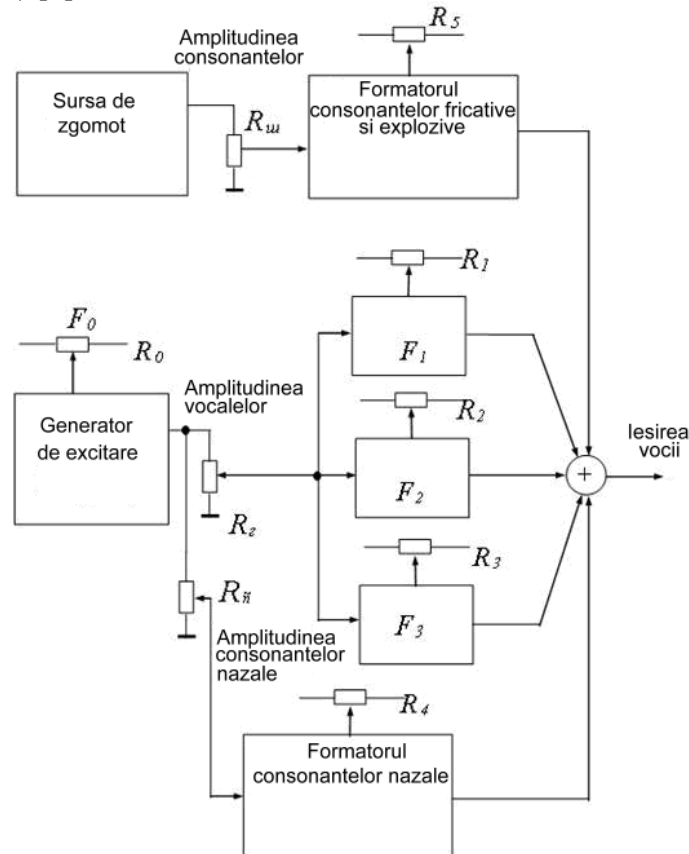 R₅
Amplitudinea
consonantelor
Sursa de
zgomot
Rш
Formatorul
consonantelor fricative
si explozive
R₁
F₀
R₀
F₁
Amplitudinea
vocalelor
R₂
Generator
de excitare
Iesirea
vocii
F₂
+
Rг
R₃
Rй
F₃
Amplitudinea
consonantelor
nazale
R₄
Formatorul
consonantelor nazale